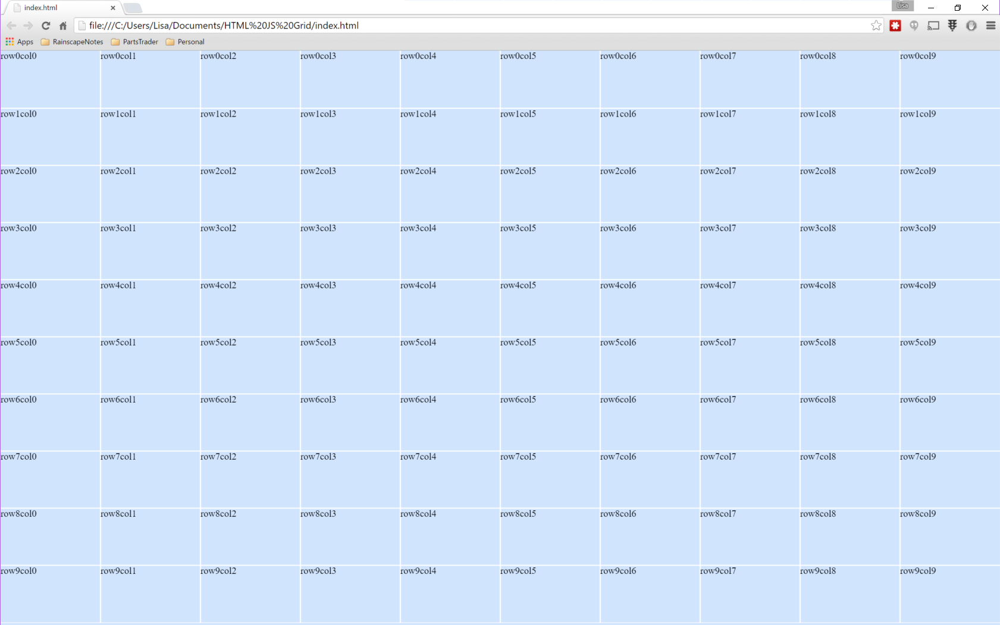 index.html
Lisa
file:///C:/Users/Lisa/Documents/HTML%20JS%20Grid/index.html
Apps RainscapeNotes PartsTrader Personal
row0col0 row0col1 row0col2 row0col3 row0col4 row0col5 row0col6 row0col7 row0col8 row0col9
row1col0 row1col1 row1col2 row1col3 row1col4 row1col5 row1col6 row1col7 row1col8 row1col9
row2col0 row2col1 row2col2 row2col3 row2col4 row2col5 row2col6 row2col7 row2col8 row2col9
row3col0 row3col1 row3col2 row3col3 row3col4 row3col5 row3col6 row3col7 row3col8 row3col9
row4col0 row4col1 row4col2 row4col3 row4col4 row4col5 row4col6 row4col7 row4col8 row4col9
row5col0 row5col1 row5col2 row5col3 row5col4 row5col5 row5col6 row5col7 row5col8 row5col9
row6col0 row6col1 row6col2 row6col3 row6col4 row6col5 row6col6 row6col7 row6col8 row6col9
row7col0 row7col1 row7col2 row7col3 row7col4 row7col5 row7col6 row7col7 row7col8 row7col9
row8col0 row8col1 row8col2 row8col3 row8col4 row8col5 row8col6 row8col7 row8col8 row8col9
row9col0 row9col1 row9col2 row9col3 row9col4 row9col5 row9col6 row9col7 row9col8 row9col9